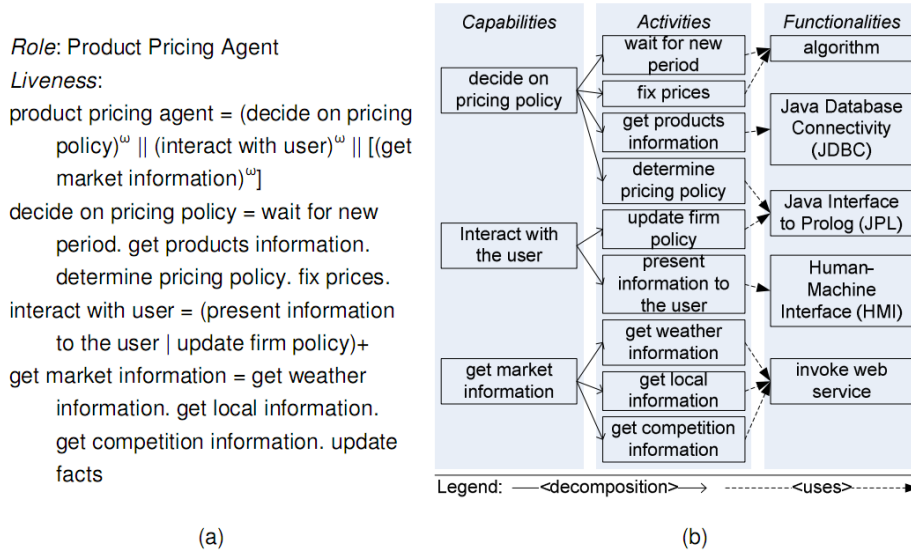 Role: Product Pricing Agent
Liveness:
product pricing agent = (decide on pricing
policy)^ω || (interact with user)^ω || [(get
market information)^ω]
decide on pricing policy = wait for new
period. get products information.
determine pricing policy. fix prices.
interact with user = (present information
to the user | update firm policy)+
get market information = get weather
information. get local information.
get competition information. update
facts
(a)
Capabilities
decide on
pricing policy
Interact with
the user
get market
information
Activities
wait for new
period
fix prices
get products
information
determine
pricing policy
update firm
policy
present
information to
the user
get weather
information
get local
information
get competition
information
Functionalities
algorithm
Java Database
Connectivity
(JDBC)
Java Interface
to Prolog (JPL)
Human-
Machine
Interface (HMI)
invoke web
service
Legend: <decomposition> <uses>
(b)